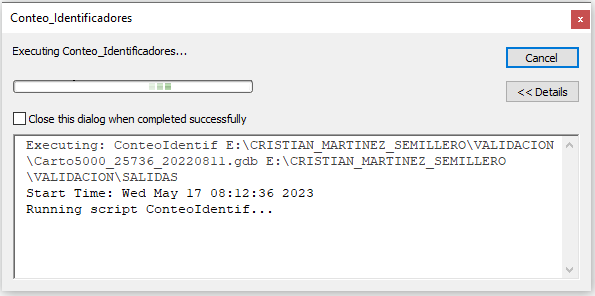 Conteo_Identificadores
Executing Conteo_Identificadores...
Cancel
<< Details
Close this dialog when completed successfully
Executing: ConteoIdentif E:\CRISTIAN_MARTINEZ_SEMILLERO\VALIDACION
\Carto5000_25736_20220811.gdb E:\CRISTIAN_MARTINEZ_SEMILLERO
\VALIDACION\SALIDAS
Start Time: Wed May 17 08:12:36 2023
Running script ConteoIdentif...